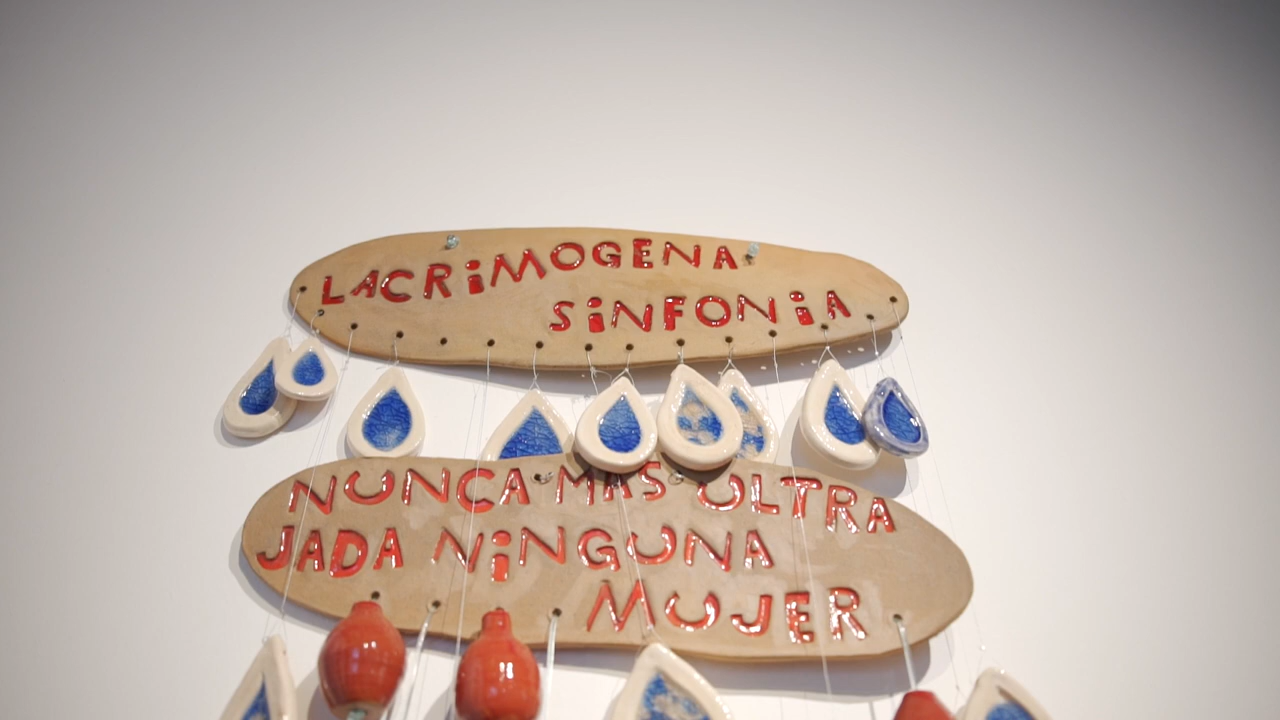 LACRiMOGENA
SiNFONiA
NUNCA MAS ULTRA
JADA NiNGUNA
MUJER